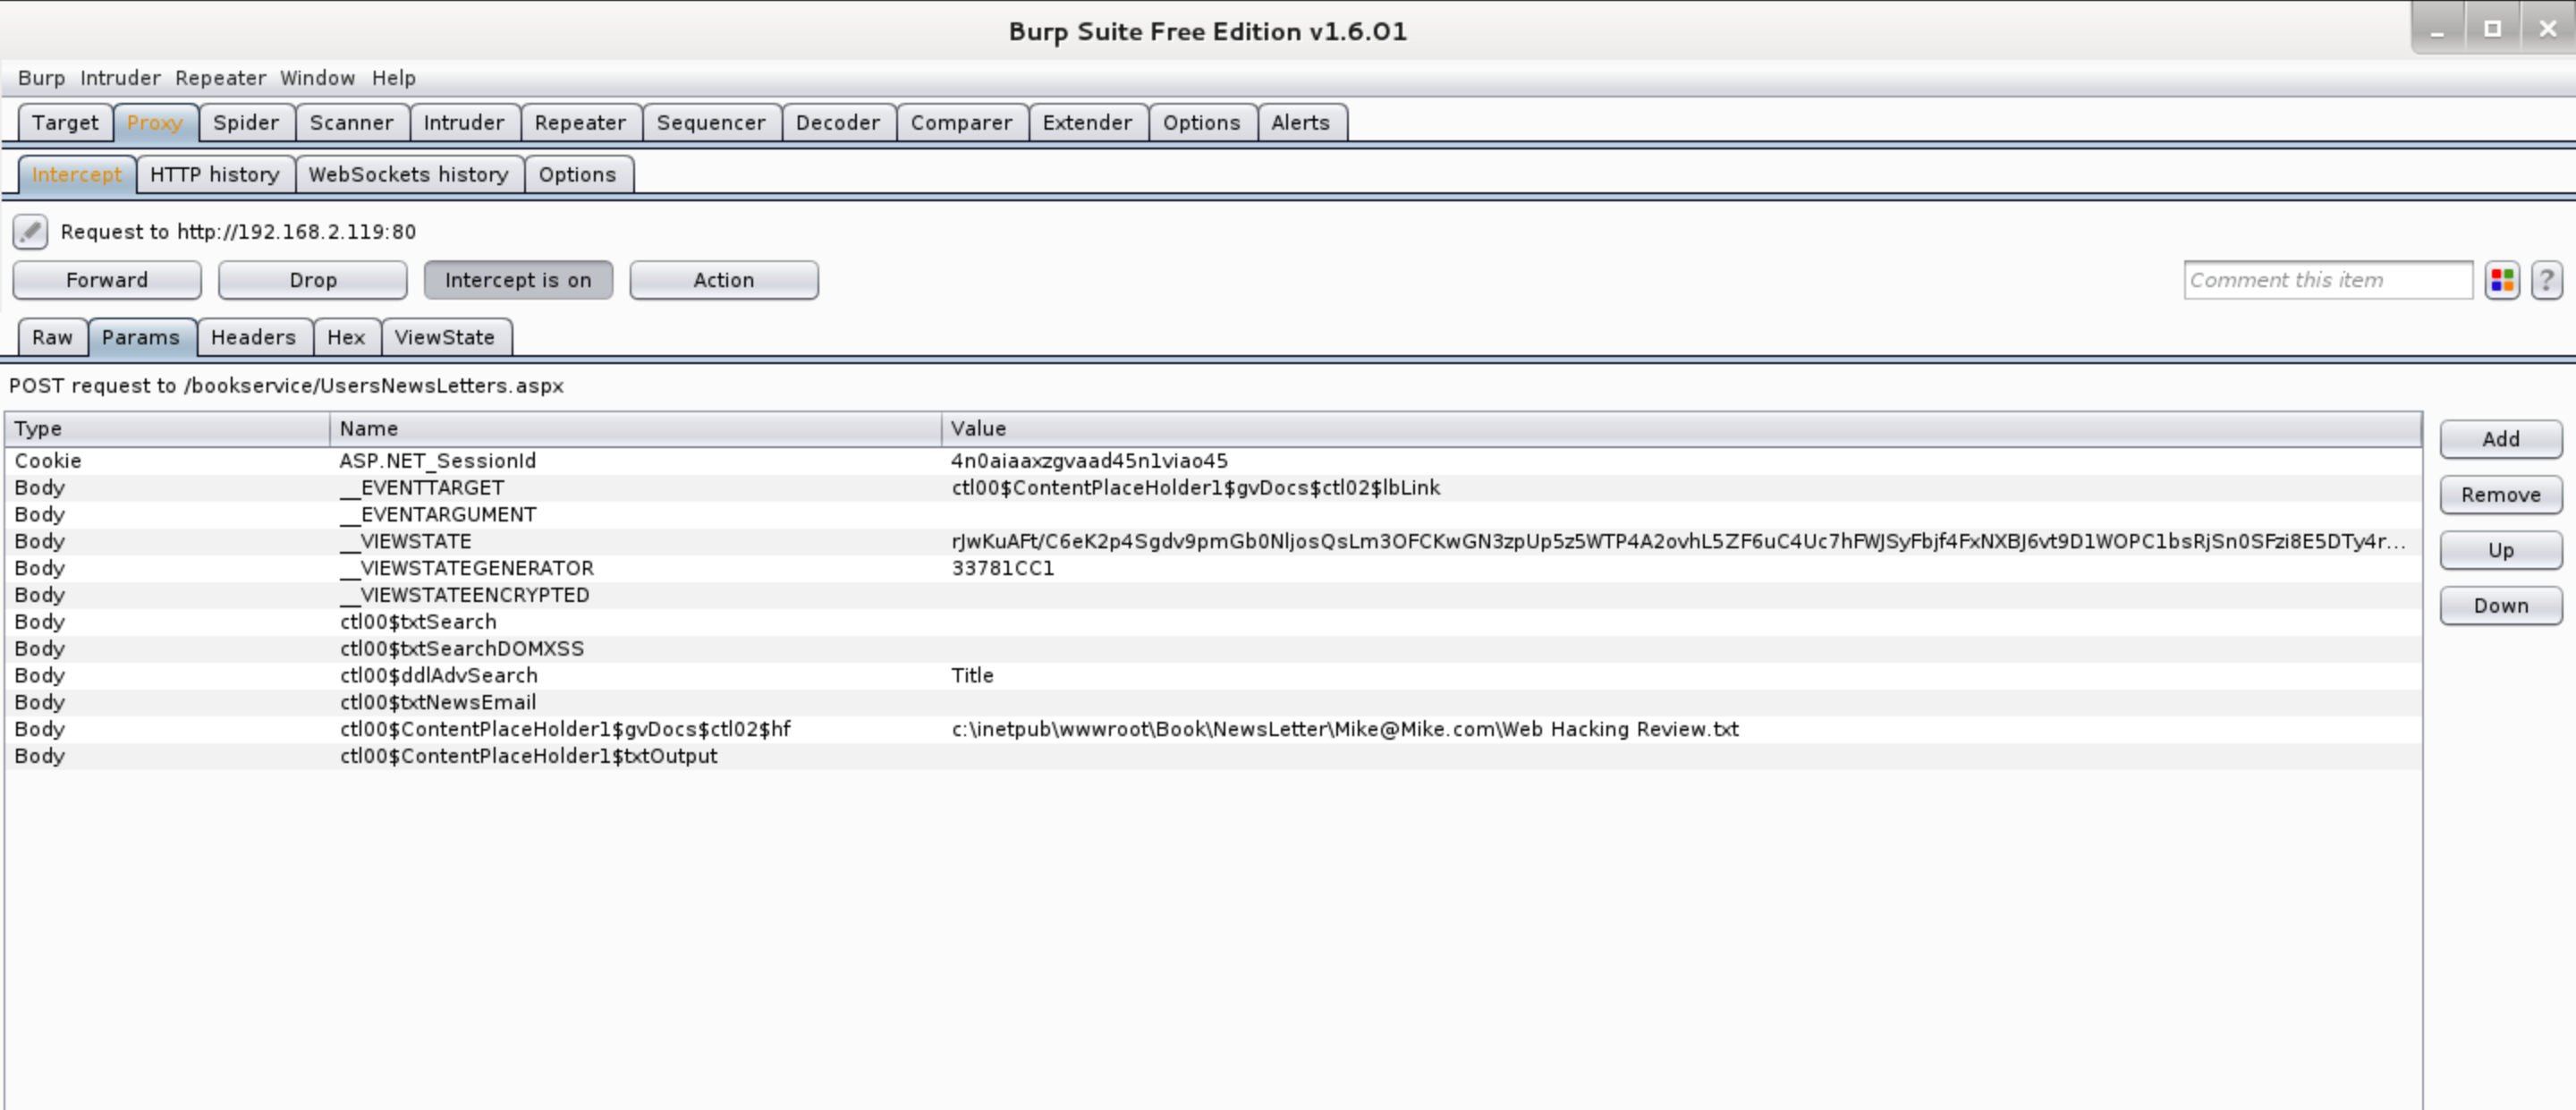 Burp Suite Free Edition v1.6.01
Burp Intruder Repeater Window Help
Target Proxy Spider Scanner Intruder Repeater Sequencer Decoder Comparer Extender Options Alerts
Intercept HTTP history WebSockets history Options
Request to http://192.168.2.119:80
Forward Drop Intercept is on Action Comment this item ?
Raw Params Headers Hex ViewState
POST request to /bookservice/UsersNewsLetters.aspx
Type Name Value
Add
Cookie ASP.NET_SessionId 4n0aiaaxzgvaad45n1viao45
Body __EVENTTARGET ctl00$ContentPlaceHolder1$gvDocs$ctl02$lbLink
Remove
Body __EVENTARGUMENT
Body __VIEWSTATE rJwKuAFt/C6eK2p4Sgdv9pmGb0NljosQsLm3OFCKwGN3zpUp5z5WTP4A2ovhL5ZF6uC4Uc7hFWJSyFbjf4FxNXBJ6vt9D1WOPC1bsRjSn0SFzi8E5DTy4r...
Up
Body __VIEWSTATEGENERATOR 33781CC1
Body __VIEWSTATEENCRYPTED
Down
Body ctl00$txtSearch
Body ctl00$txtSearchDOMXSS
Body ctl00$ddlAdvSearch Title
Body ctl00$txtNewsEmail
Body ctl00$ContentPlaceHolder1$gvDocs$ctl02$hf c:\inetpub\wwwroot\Book\NewsLetter\Mike@Mike.com\Web Hacking Review.txt
Body ctl00$ContentPlaceHolder1$txtOutput